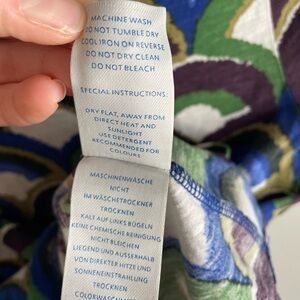 MACHINE WASH
DO NOT TUMBLE DRY
COOL IRON ON REVERSE
DO NOT DRY CLEAN
DO NOT BLEACH
SPECIAL INSTRUCTIONS:
DRY FLAT, AWAY FROM
DIRECT HEAT AND
SUNLIGHT
USE DETERGENT
RECOMMENDED FOR
COLOURS
MASCHINENWÄSCHE
NICHT
IM WÄSCHETROCKNER
TROCKNEN
KALT AUF LINKS BÜGELN
KEINE CHEMISCHE REINIGUNG
NICHT BLEICHEN
LIEGEND UND AUSSERHALB
VON DIREKTER HITZE UND
SONNENEINSTRAHLUNG
TROCKNEN